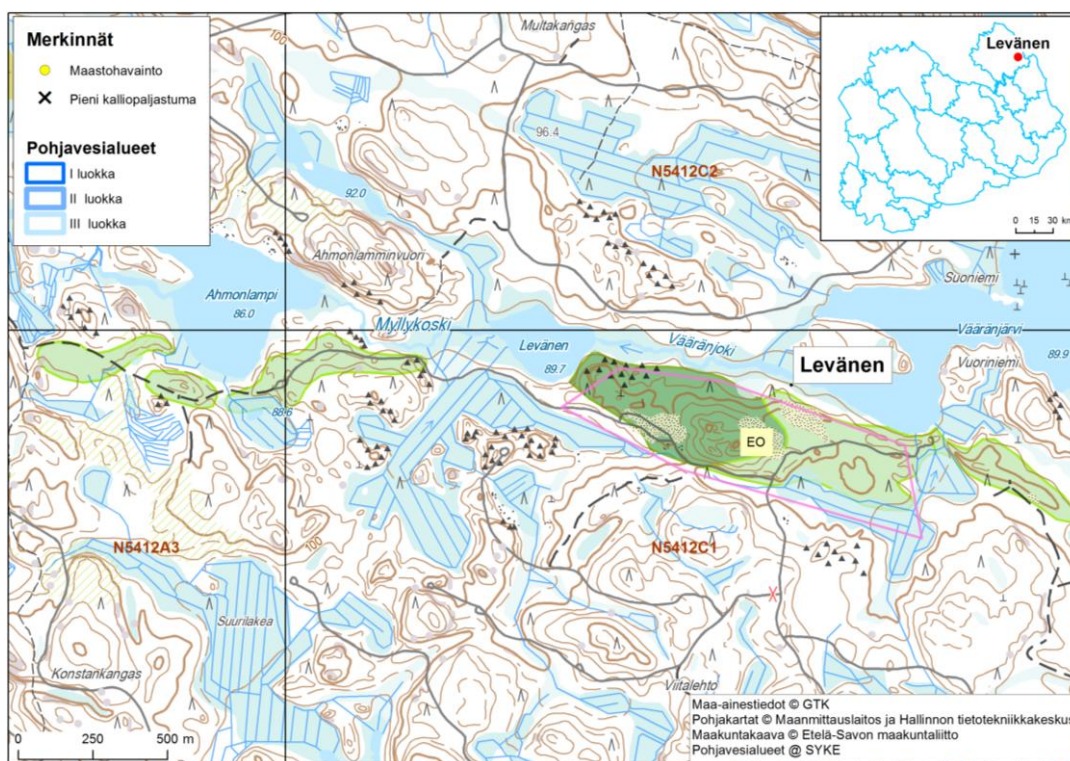 Merkinnät
Maastohavainto
Pieni kalliopaljastuma
Pohjavesialueet
I luokka
II luokka
III luokka
100
Multakangas
96.4
N5412C2
Levänen
0 15 30 km
92.0
Ahmonlamminvuori
Ahmonlampi
86.0
Myllykoski
Levänen
89.7
Vääränjoki
Levänen
Suoniemi
Vääränjärvi
Vuoriniemi
89.9
88.6
EO
N5412A3
100
N5412C1
Suurilakea
Konstankangas
Viitalehto
0 250 500 m
Maa-ainestiedot © GTK
Pohjakartat © Maanmittauslaitos ja Hallinnon tietotekniikkakeskus
Maakuntakaava © Etelä-Savon maakuntaliitto
Pohjavesialueet @ SYKE